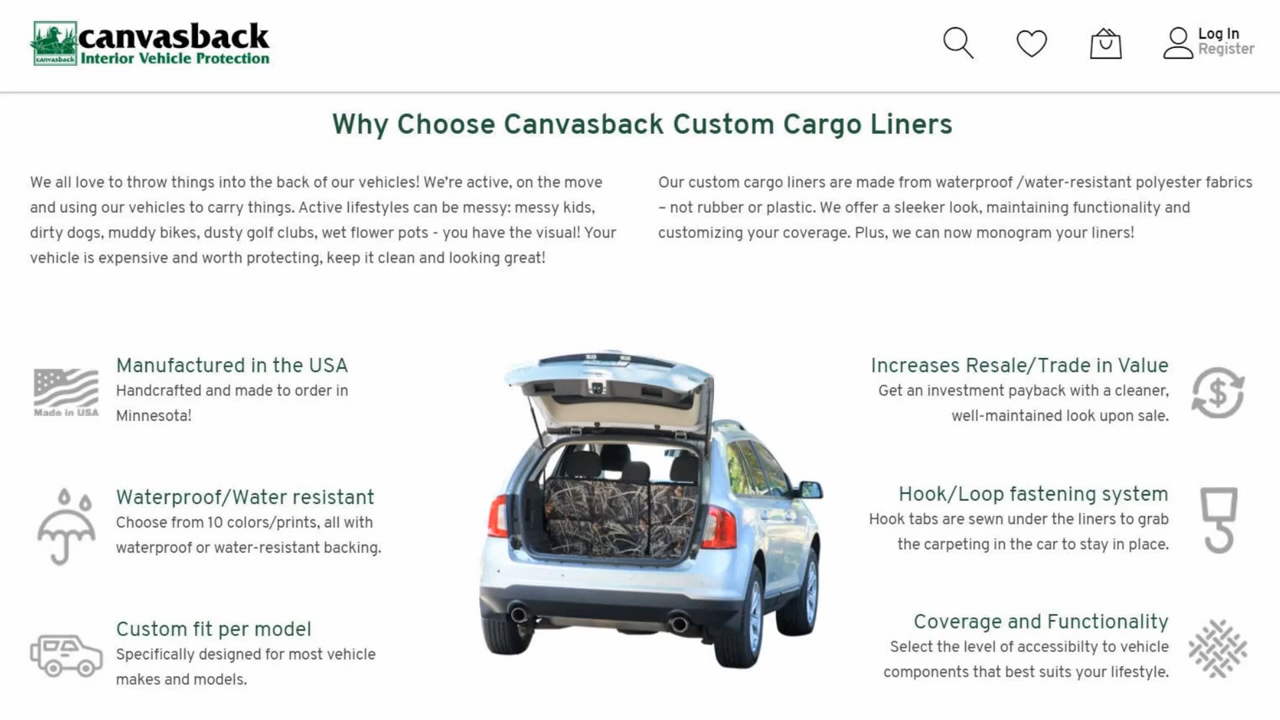 canvasback
canvasback
Interior Vehicle Protection
Log In
Register
Why Choose Canvasback Custom Cargo Liners
We all love to throw things into the back of our vehicles! We're active, on the move
and using our vehicles to carry things. Active lifestyles can be messy: messy kids,
dirty dogs, muddy bikes, dusty golf clubs, wet flower pots - you have the visual! Your
vehicle is expensive and worth protecting, keep it clean and looking great!
Our custom cargo liners are made from waterproof /water-resistant polyester fabrics
– not rubber or plastic. We offer a sleeker look, maintaining functionality and
customizing your coverage. Plus, we can now monogram your liners!
Made in USA
Manufactured in the USA
Handcrafted and made to order in
Minnesota!
Waterproof/Water resistant
Choose from 10 colors/prints, all with
waterproof or water-resistant backing.
Custom fit per model
Specifically designed for most vehicle
makes and models.
Increases Resale/Trade in Value
Get an investment payback with a cleaner,
well-maintained look upon sale.
$
Hook/Loop fastening system
Hook tabs are sewn under the liners to grab
the carpeting in the car to stay in place.
Coverage and Functionality
Select the level of accessibilty to vehicle
components that best suits your lifestyle.